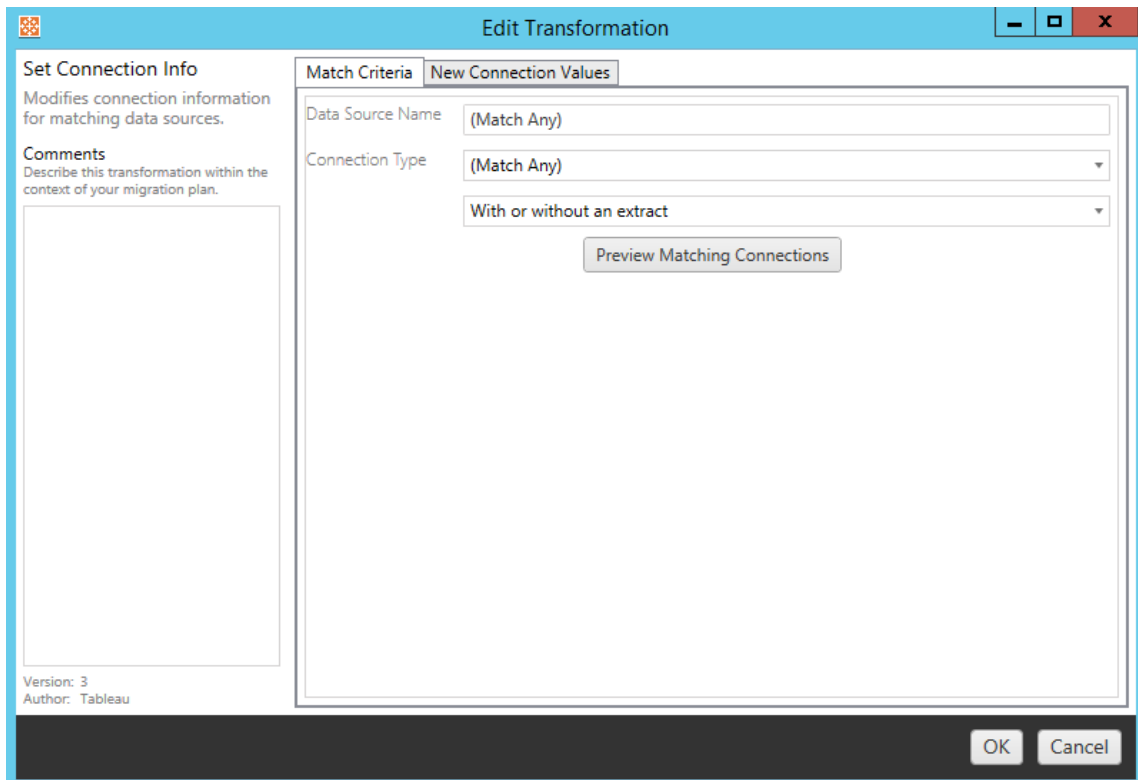 Edit Transformation
Set Connection Info
Modifies connection information
for matching data sources.
Comments
Describe this transformation within the
context of your migration plan.
Version: 3
Author: Tableau
Match Criteria
New Connection Values
Data Source Name
(Match Any)
Connection Type
(Match Any)
With or without an extract
Preview Matching Connections
OK
Cancel